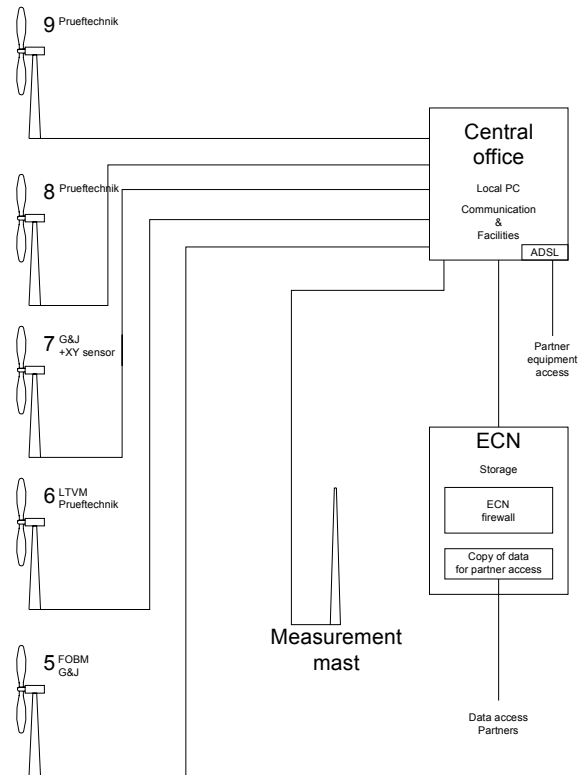 9 Prueftechnik
Central
office
Local PC
Communication
&
Facilities
ADSL
8 Prueftechnik
7 G&J
+XY sensor
Partner
equipment
access
ECN
Storage
ECN
firewall
Copy of data
for partner access
6 LTVM
Prueftechnik
Measurement
mast
5 FOBM
G&J
Data access
Partners